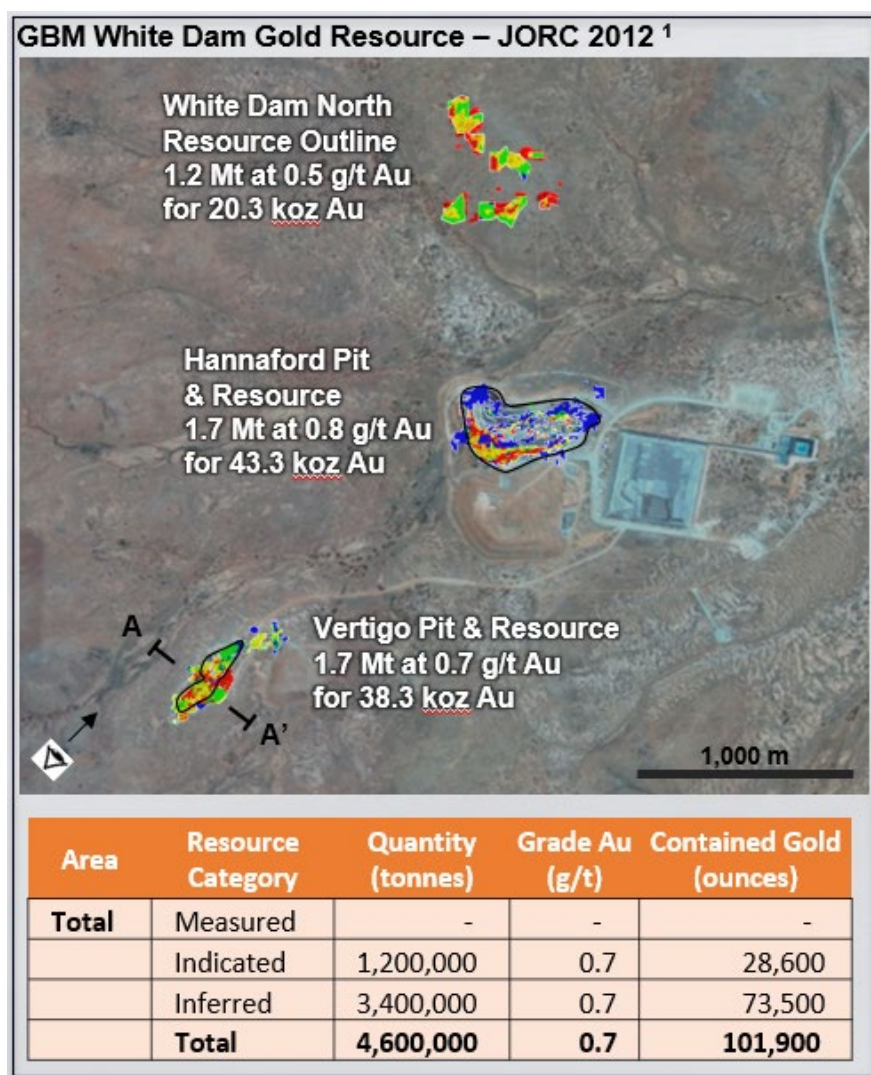 GBM White Dam Gold Resource – JORC 2012 ¹
White Dam North
Resource Outline
1.2 Mt at 0.5 g/t Au
for 20.3 koz Au
Hannaford Pit
& Resource
1.7 Mt at 0.8 g/t Au
for 43.3 koz Au
A
Vertigo Pit & Resource
1.7 Mt at 0.7 g/t Au
for 38.3 koz Au
A’
1,000 m
Area Resource Category Quantity (tonnes) Grade Au (g/t) Contained Gold (ounces)
Total Measured - - -
Indicated 1,200,000 0.7 28,600
Inferred 3,400,000 0.7 73,500
Total 4,600,000 0.7 101,900